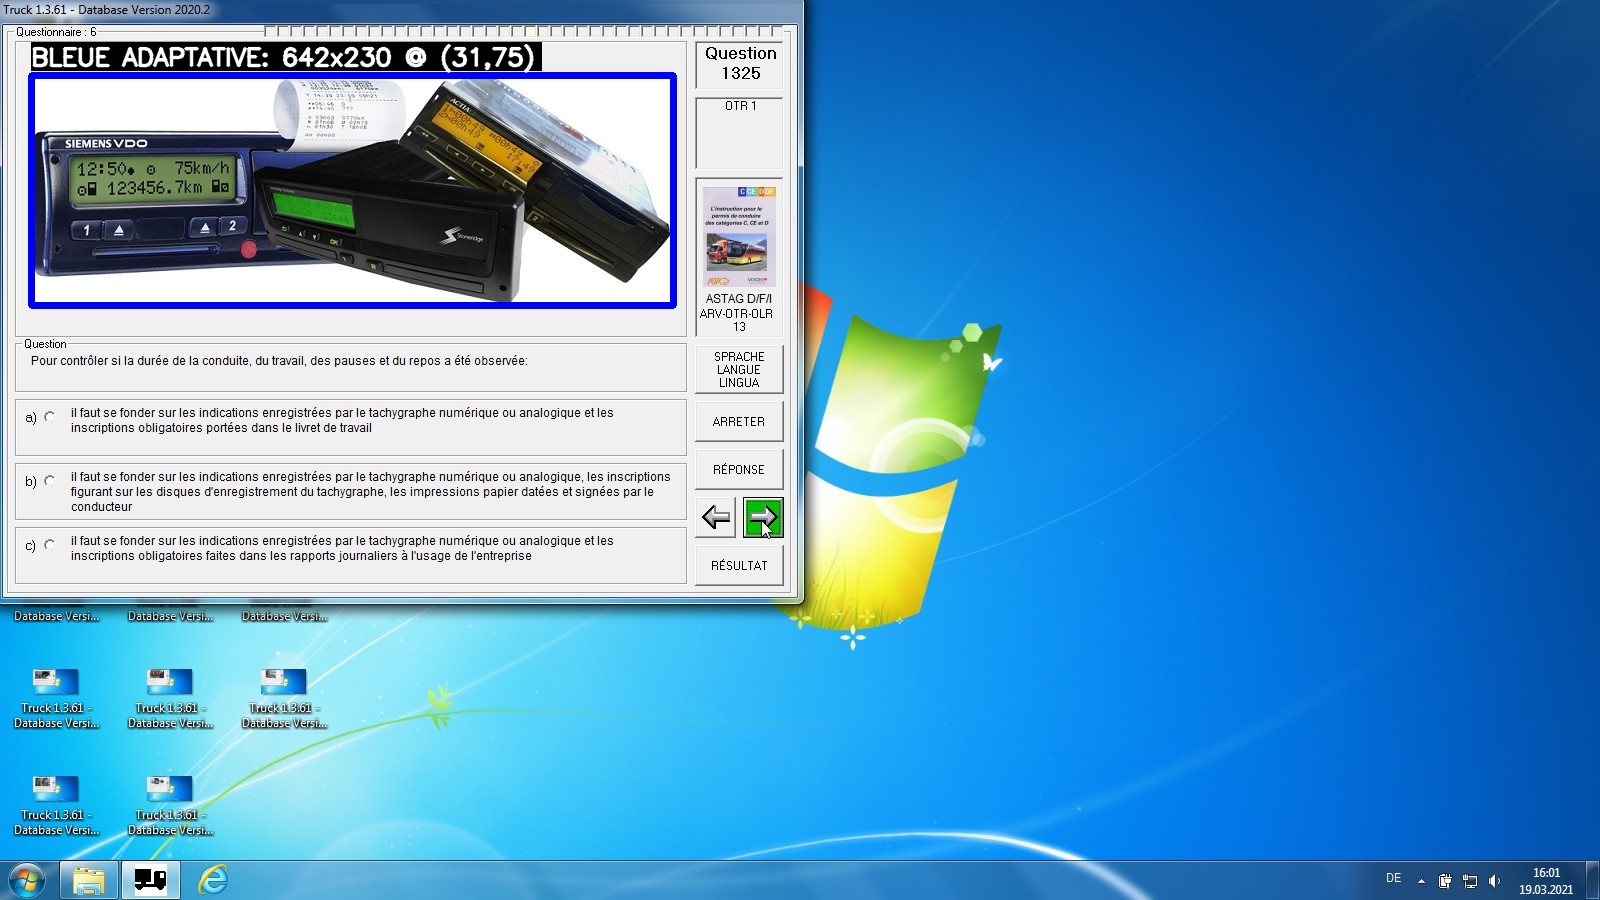 Truck 1.3.61 - Database Version 2020.2
Questionnaire : 6
BLEUE ADAPTATIVE: 642x230 @ (31,75)
SIEMENS VDO
12:50 75km/h
123456.7km
1
2
ACTIA
Stoneridge
OK
Question
1325
OTR 1
C CE D DE
L'instruction pour le
permis de conduire
des catégories C, CE et D
ASTAG D/F/I
ARV-OTR-OLR
13
Question
Pour contrôler si la durée de la conduite, du travail, des pauses et du repos a été observée:
a) il faut se fonder sur les indications enregistrées par le tachygraphe numérique ou analogique et les
inscriptions obligatoires portées dans le livret de travail
b) il faut se fonder sur les indications enregistrées par le tachygraphe numérique ou analogique, les inscriptions
figurant sur les disques d'enregistrement du tachygraphe, les impressions papier datées et signées par le
conducteur
c) il faut se fonder sur les indications enregistrées par le tachygraphe numérique ou analogique et les
inscriptions obligatoires faites dans les rapports journaliers à l'usage de l'entreprise
SPRACHE
LANGUE
LINGUA
ARRETER
RÉPONSE
RÉSULTAT
Database Versi...
Database Versi...
Database Versi...
Truck 1.3.61 -
Database Versi...
Truck 1.3.61 -
Database Versi...
Truck 1.3.61 -
Database Versi...
Truck 1.3.61 -
Database Versi...
Truck 1.3.61 -
Database Versi...
DE
16:01
19.03.2021